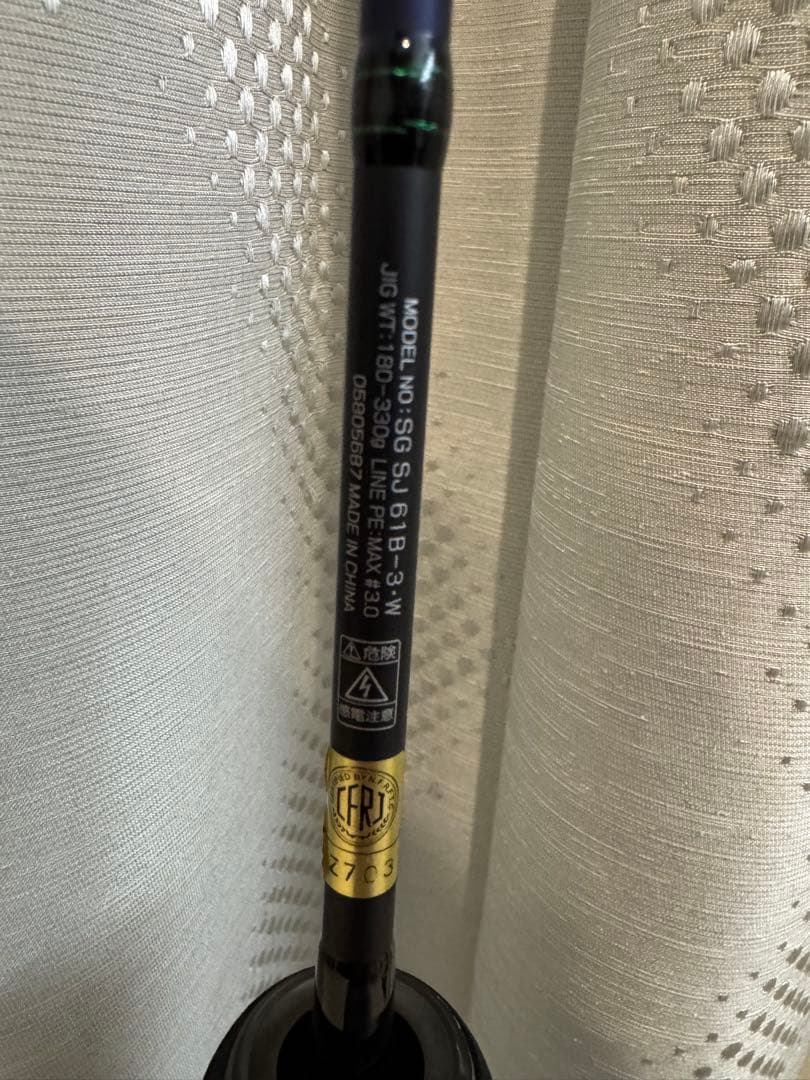 MODEL NO:SG SJ 61B-3・W
JIG WT:180-330g LINE PE:MAX #3.0
05805687 MADE IN CHINA
危険
感電注意
CFRJ
Z703